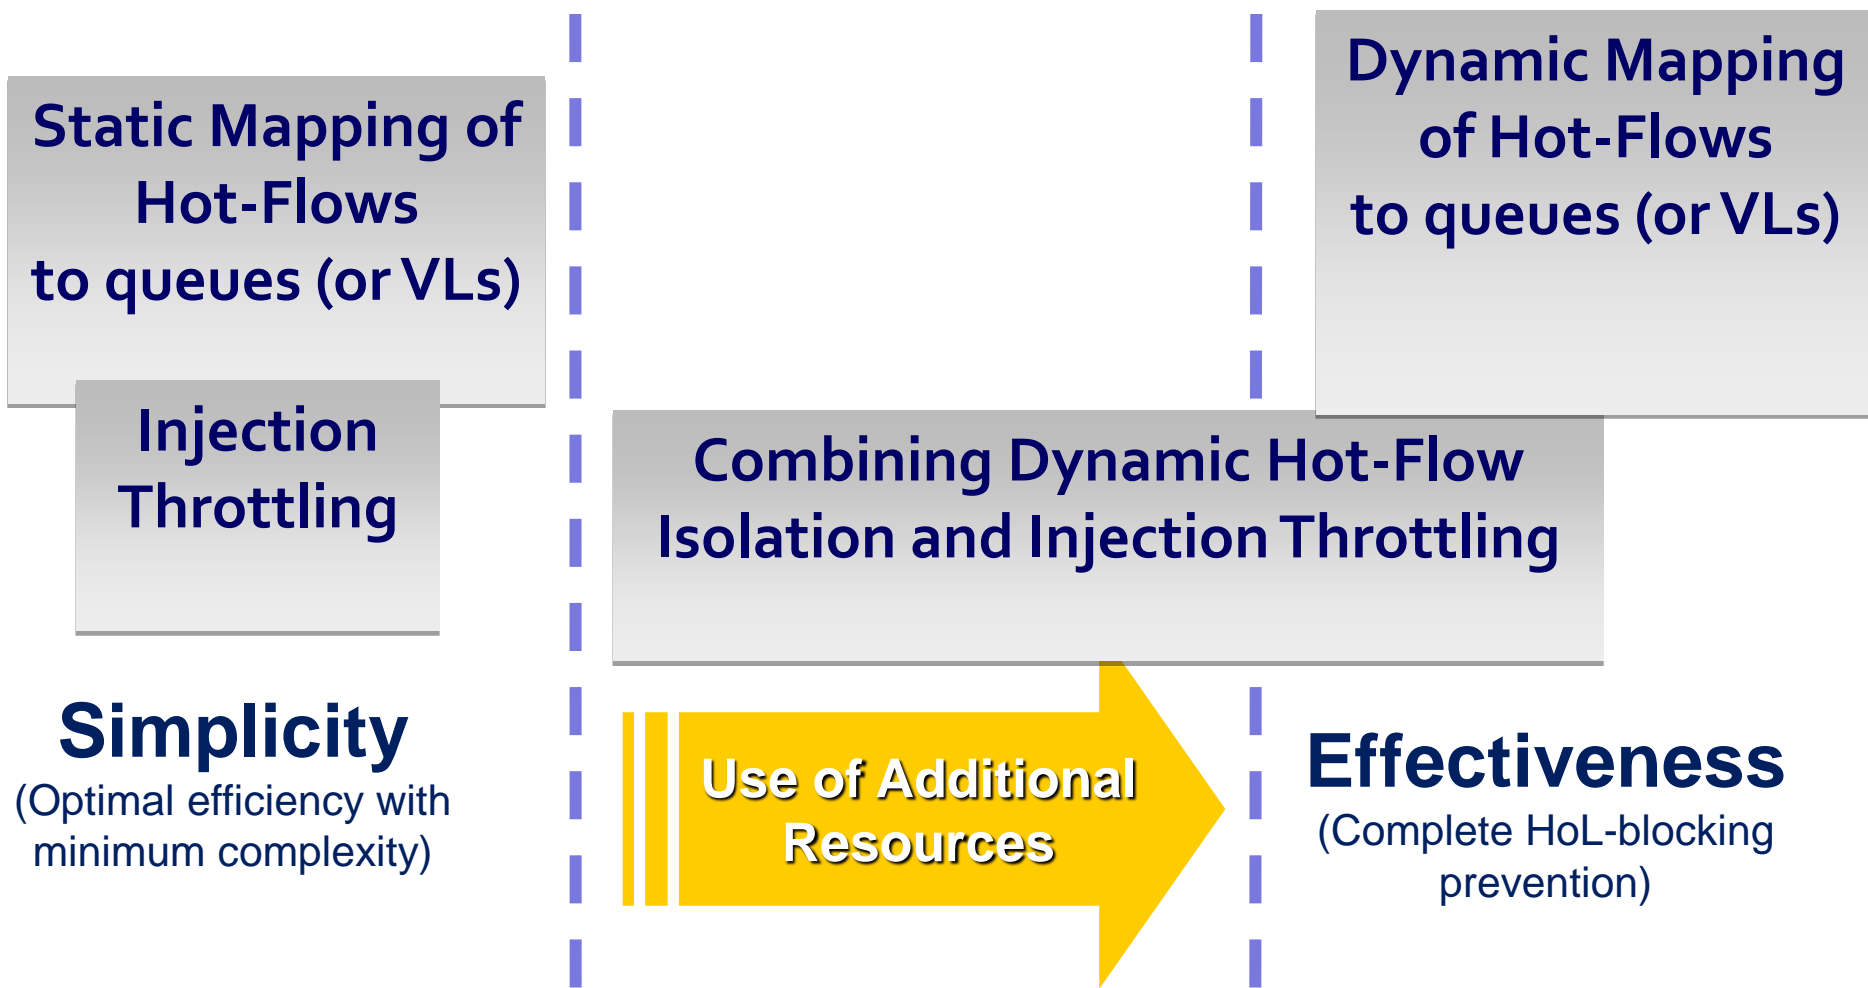 Static Mapping of
Hot-Flows
to queues (or VLs)
Injection
Throttling
Dynamic Mapping
of Hot-Flows
to queues (or VLs)
Combining Dynamic Hot-Flow
Isolation and Injection Throttling
Simplicity
(Optimal efficiency with
minimum complexity)
Use of Additional
Resources
Effectiveness
(Complete HoL-blocking
prevention)